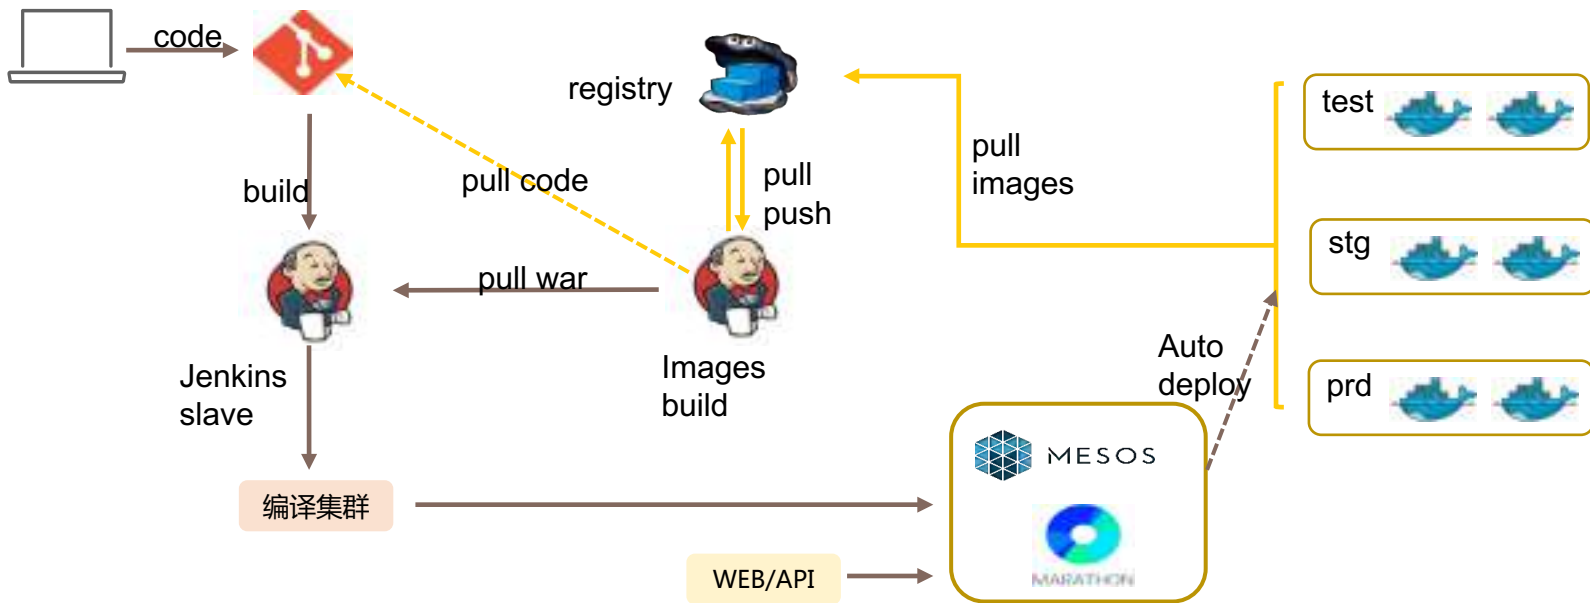 code
registry
test
pull
images
pull code
pull
push
build
stg
pull war
Jenkins
slave
Images
build
Auto
deploy
prd
MESOS
编译集群
WEB/API
MARATHON